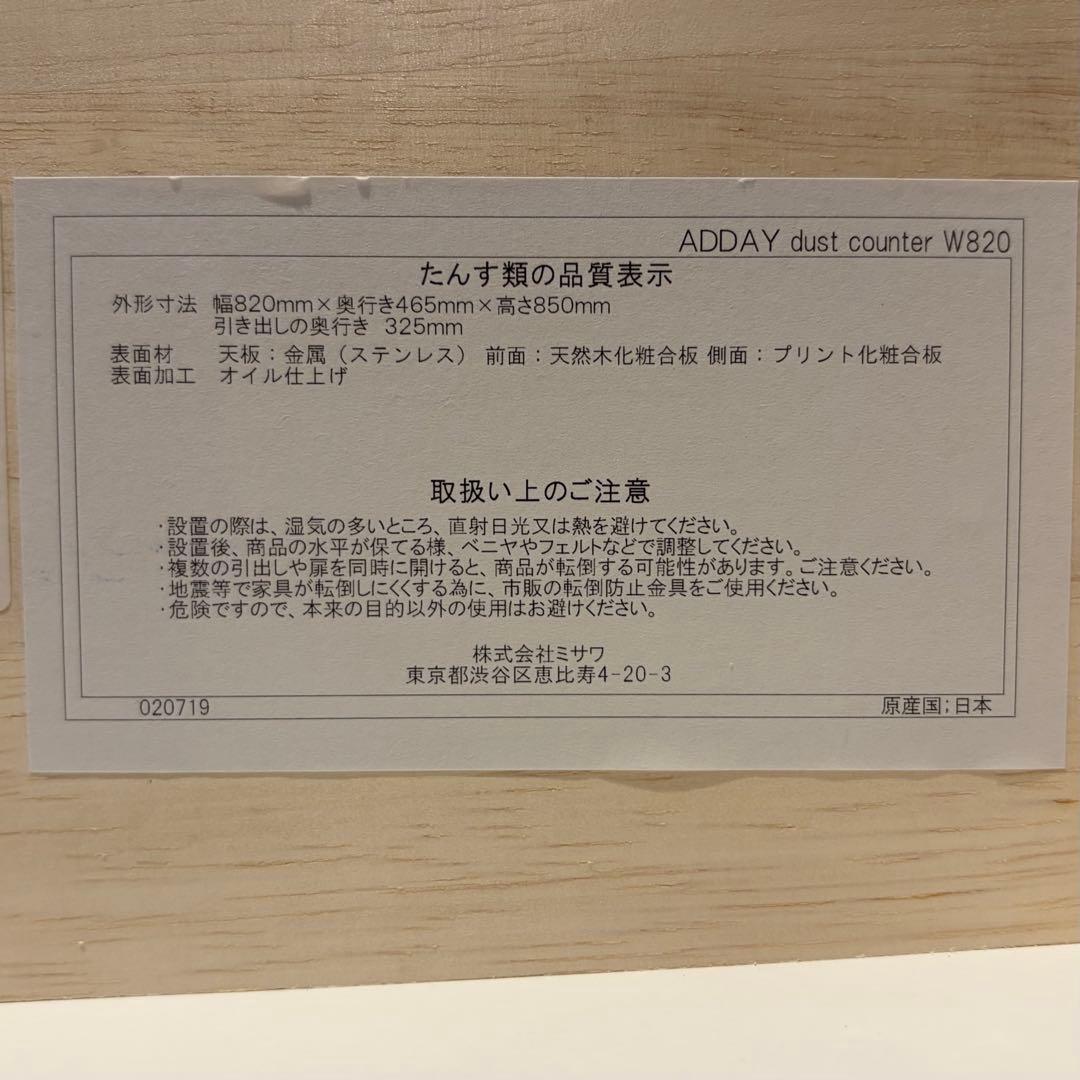 ADDAY dust counter W820
たんす類の品質表示
外形寸法 幅820mm×奥行き465mm×高さ850mm
引き出しの奥行き 325mm
表面材 天板:金属(ステンレス) 前面:天然木化粧合板 側面:プリント化粧合板
表面加工 オイル仕上げ
取扱い上のご注意
・設置の際は、湿気の多いところ、直射日光又は熱を避けてください。
・設置後、商品の水平が保てる様、ベニヤやフェルトなどで調整してください。
・複数の引出しや扉を同時に開けると、商品が転倒する可能性があります。ご注意ください。
・地震等で家具が転倒しにくくする為に、市販の転倒防止金具をご使用ください。
・危険ですので、本来の目的以外の使用はお避けください。
株式会社ミサワ
東京都渋谷区恵比寿4-20-3
020719 原産国;日本